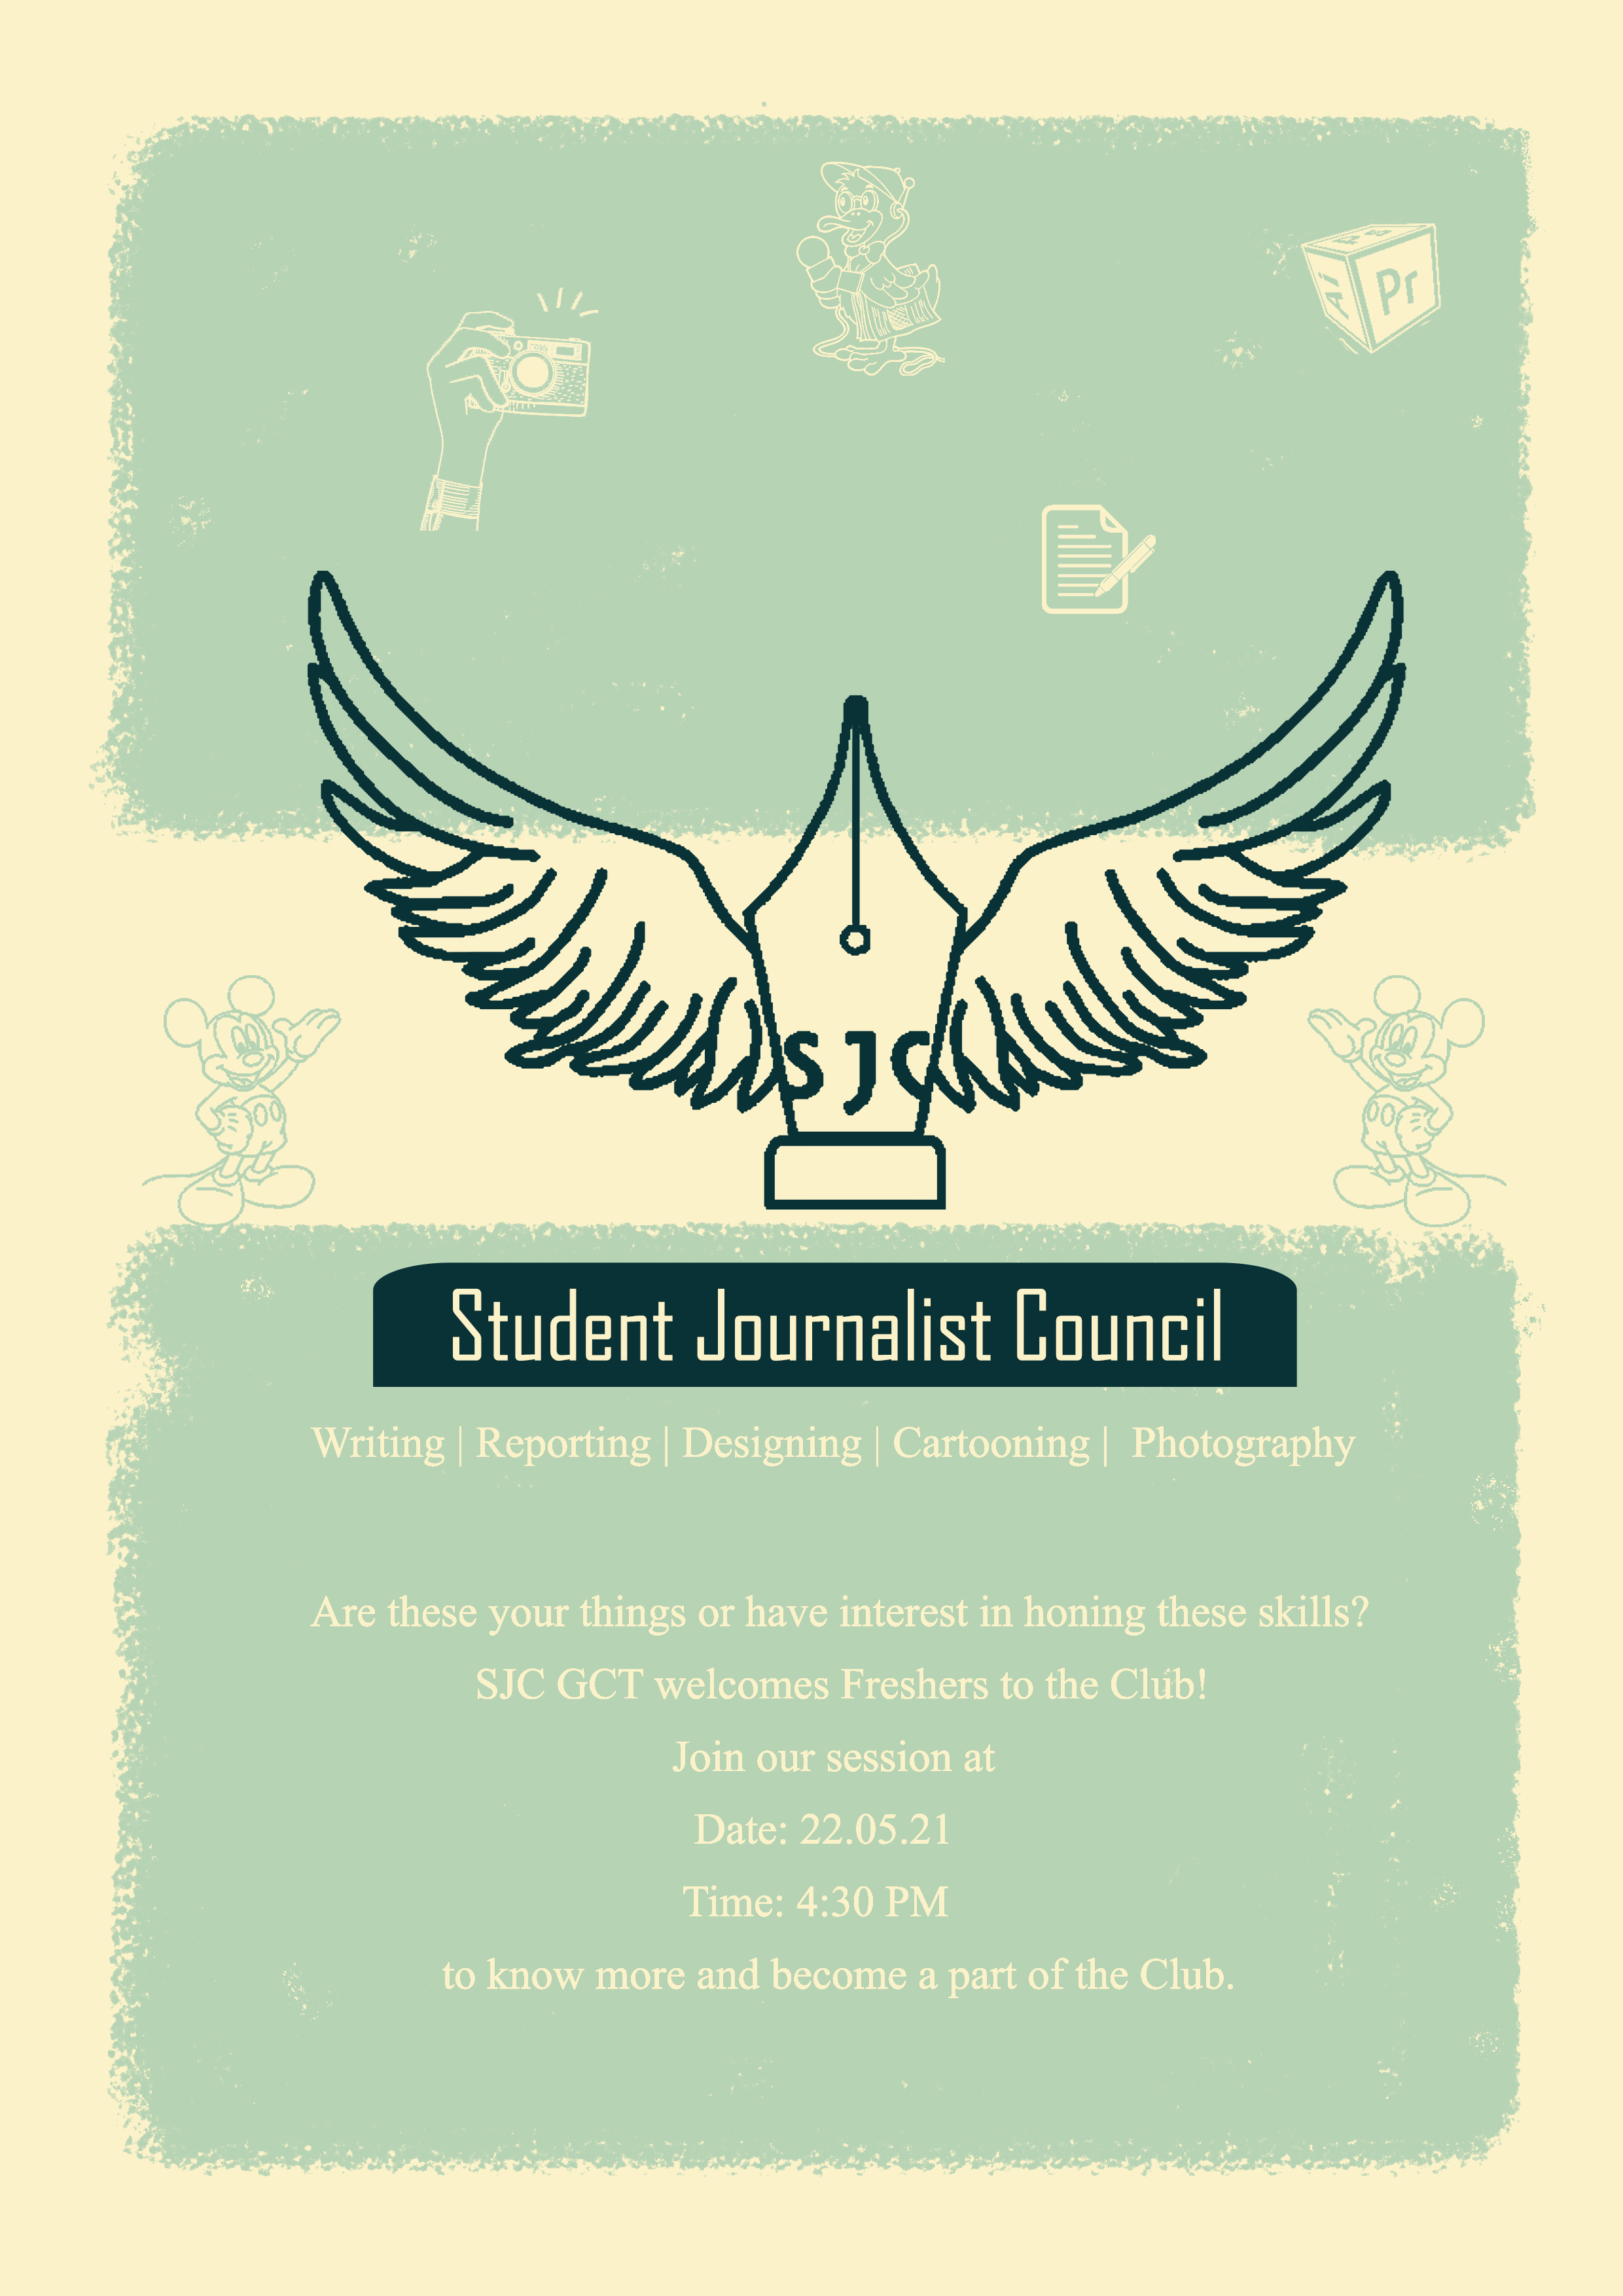 Ai
Pr
SJC
Student Journalist Council
Writing | Reporting | Designing | Cartooning | Photography
Are these your things or have interest in honing these skills?
SJC GCT welcomes Freshers to the Club!
Join our session at
Date: 22.05.21
Time: 4:30 PM
to know more and become a part of the Club.